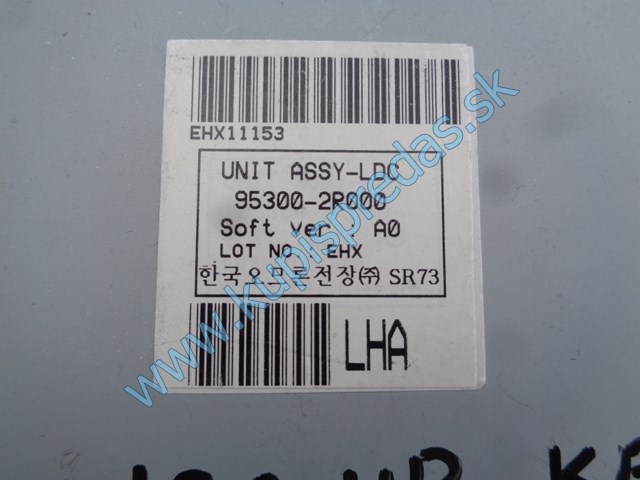 EHX11153
UNIT ASSY-LDC
95300-2R000
Soft Ver : A0
LOT NO. EHX
한국오므론전장㈜ SR73
LHA
www.kupispredas.sk